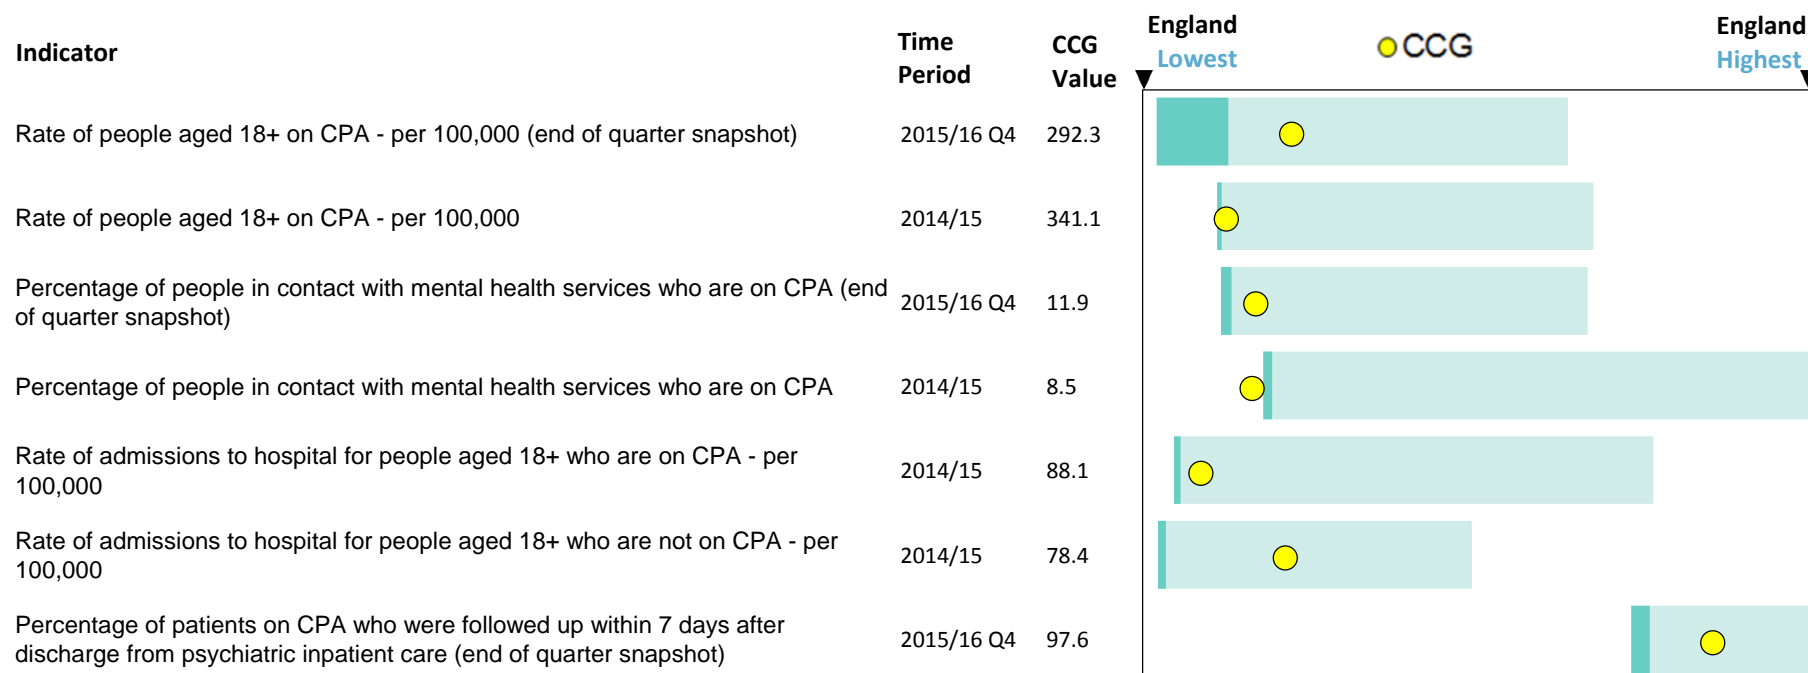 Indicator
Time Period
CCG Value
England Lowest
CCG
England Highest
Rate of people aged 18+ on CPA - per 100,000 (end of quarter snapshot) 2015/16 Q4 292.3
Rate of people aged 18+ on CPA - per 100,000 2014/15 341.1
Percentage of people in contact with mental health services who are on CPA (end
of quarter snapshot) 2015/16 Q4 11.9
Percentage of people in contact with mental health services who are on CPA 2014/15 8.5
Rate of admissions to hospital for people aged 18+ who are on CPA - per
100,000 2014/15 88.1
Rate of admissions to hospital for people aged 18+ who are not on CPA - per
100,000 2014/15 78.4
Percentage of patients on CPA who were followed up within 7 days after
discharge from psychiatric inpatient care (end of quarter snapshot) 2015/16 Q4 97.6